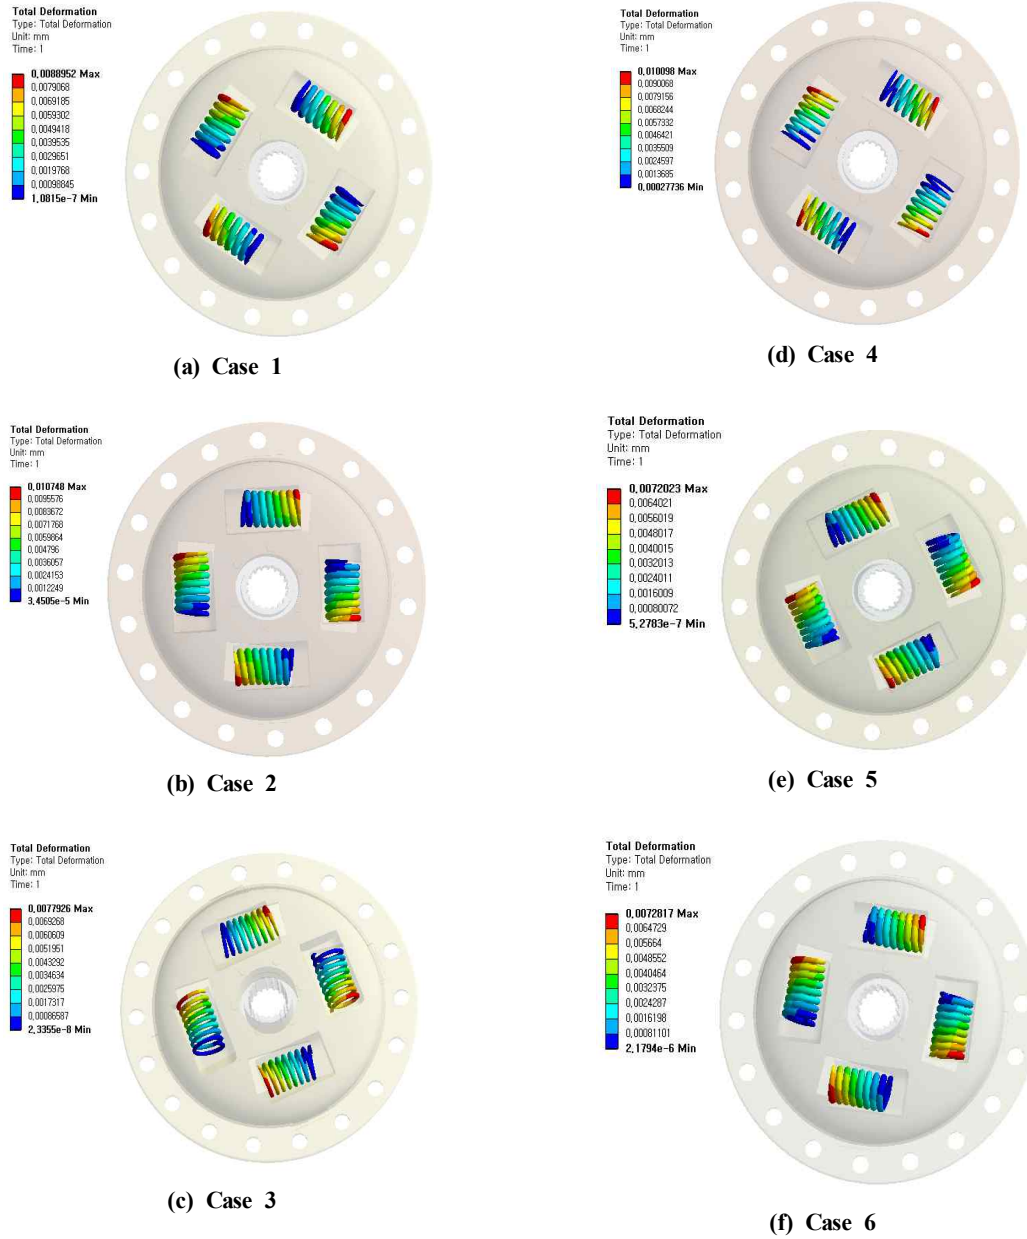 Total Deformation
Type: Total Deformation
Unit: mm
Time: 1
0,0088952 Max
0,0079068
0,0069185
0,0059302
0,0049418
0,0039535
0,0029651
0,0019768
0,00098845
1,0815e-7 Min
(a) Case 1
Total Deformation
Type: Total Deformation
Unit: mm
Time: 1
0,010748 Max
0,0095576
0,0083672
0,0071768
0,0059864
0,004796
0,0036057
0,0024153
0,0012249
3,4505e-5 Min
(b) Case 2
Total Deformation
Type: Total Deformation
Unit: mm
Time: 1
0,0077926 Max
0,0069268
0,0060609
0,0051951
0,0043292
0,0034634
0,0025975
0,0017317
0,00086587
2,3355e-8 Min
(c) Case 3
Total Deformation
Type: Total Deformation
Unit: mm
Time: 1
0,010098 Max
0,0090068
0,0079156
0,0068244
0,0057332
0,0046421
0,0035509
0,0024597
0,0013685
0,00027736 Min
(d) Case 4
Total Deformation
Type: Total Deformation
Unit: mm
Time: 1
0,0072023 Max
0,0064021
0,0056019
0,0048017
0,0040015
0,0032013
0,0024011
0,0016009
0,00080072
5,2783e-7 Min
(e) Case 5
Total Deformation
Type: Total Deformation
Unit: mm
Time: 1
0,0072817 Max
0,0064729
0,005664
0,0048552
0,0040464
0,0032375
0,0024287
0,0016198
0,00081101
2,1794e-6 Min
(f) Case 6